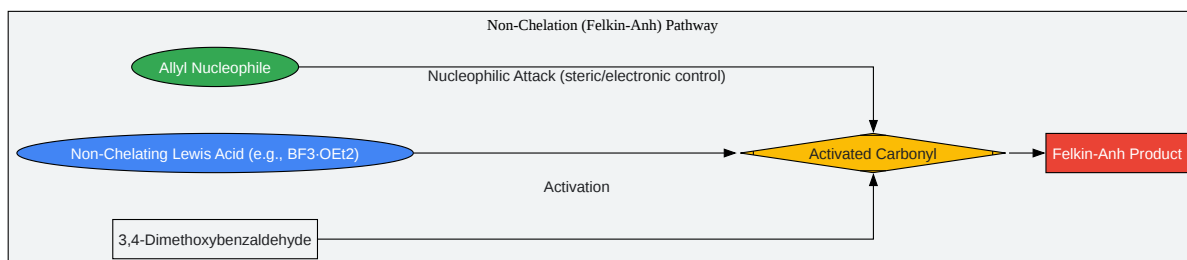 Non-Chelation (Felkin-Anh) Pathway
Allyl Nucleophile
Nucleophilic Attack (steric/electronic control)
Non-Chelating Lewis Acid (e.g., BF3·OEt2)
Activated Carbonyl
Felkin-Anh Product
Activation
3,4-Dimethoxybenzaldehyde